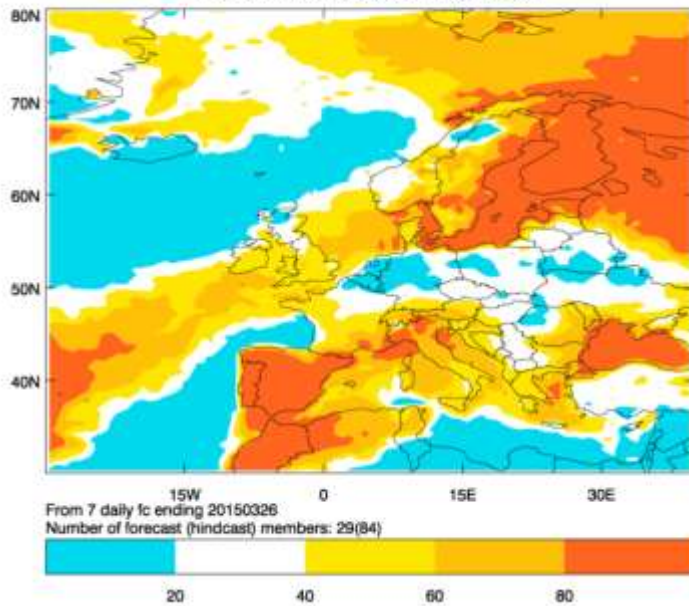 80N
70N
60N
50N
40N
15W 0 15E 30E
From 7 daily fc ending 20150326
Number of forecast (hindcast) members: 29(84)
20 40 60 80